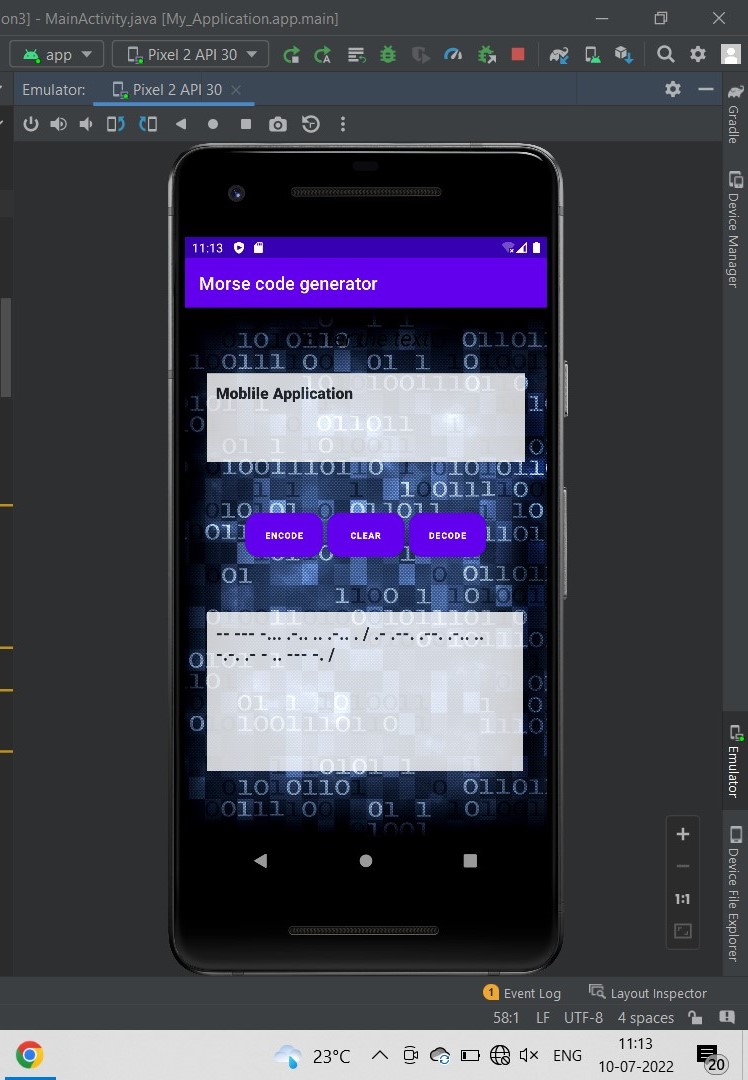 on3] - MainActivity.java [My_Application.app.main]
app Pixel 2 API 30
Emulator: Pixel 2 API 30
Gradle
Device Manager
11:13
Morse code generator
the text
Moblile Application
ENCODE CLEAR DECODE
-- --- -... .-.. .. .-.. . / .- .--. .--. .-.. ..
-.-. .- - .. --- -. /
1:1
Emulator
Device File Explorer
1 Event Log Layout Inspector
58:1 LF UTF-8 4 spaces
23°C ENG 11:13
10-07-2022 20